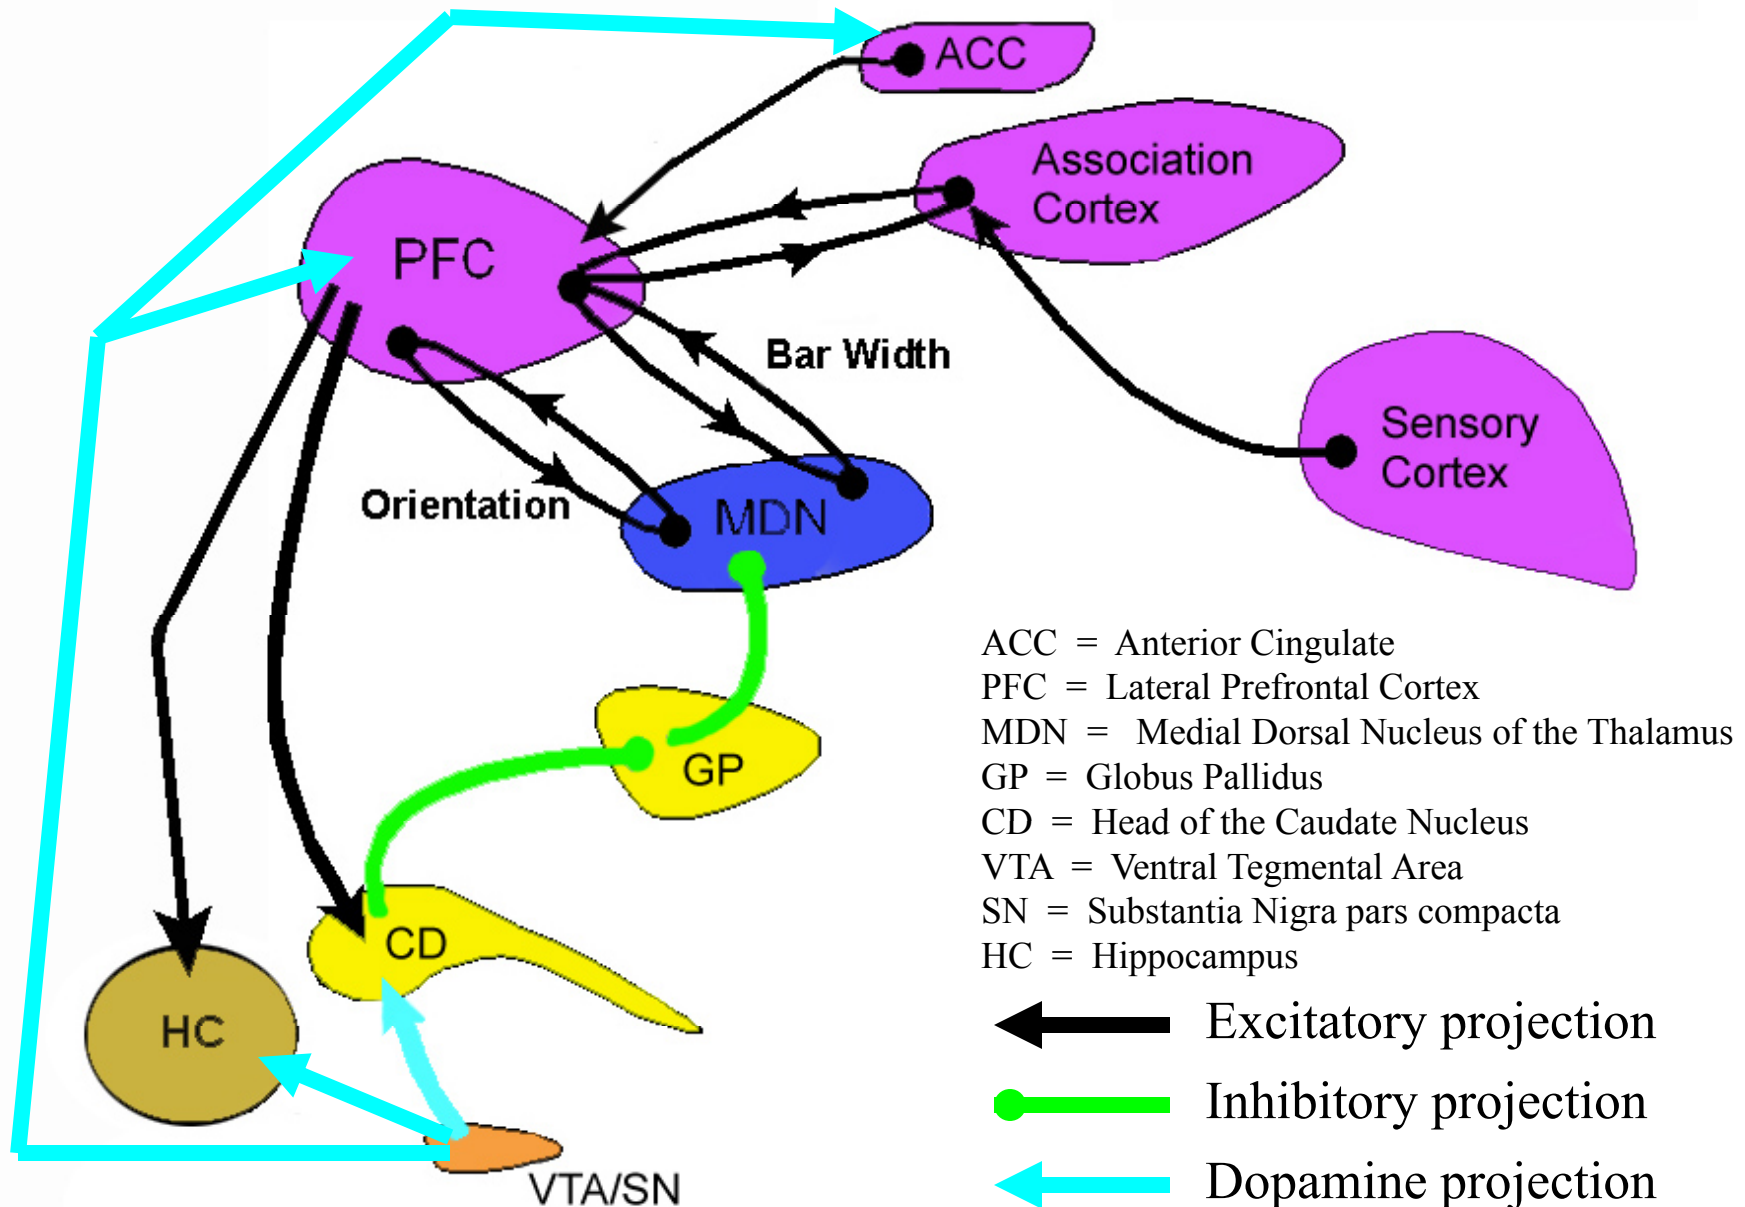 ACC
Association
Cortex
PFC
Bar Width
Sensory
Cortex
Orientation
MDN
GP
CD
HC
VTA/SN
ACC = Anterior Cingulate
PFC = Lateral Prefrontal Cortex
MDN = Medial Dorsal Nucleus of the Thalamus
GP = Globus Pallidus
CD = Head of the Caudate Nucleus
VTA = Ventral Tegmental Area
SN = Substantia Nigra pars compacta
HC = Hippocampus
Excitatory projection
Inhibitory projection
Dopamine projection